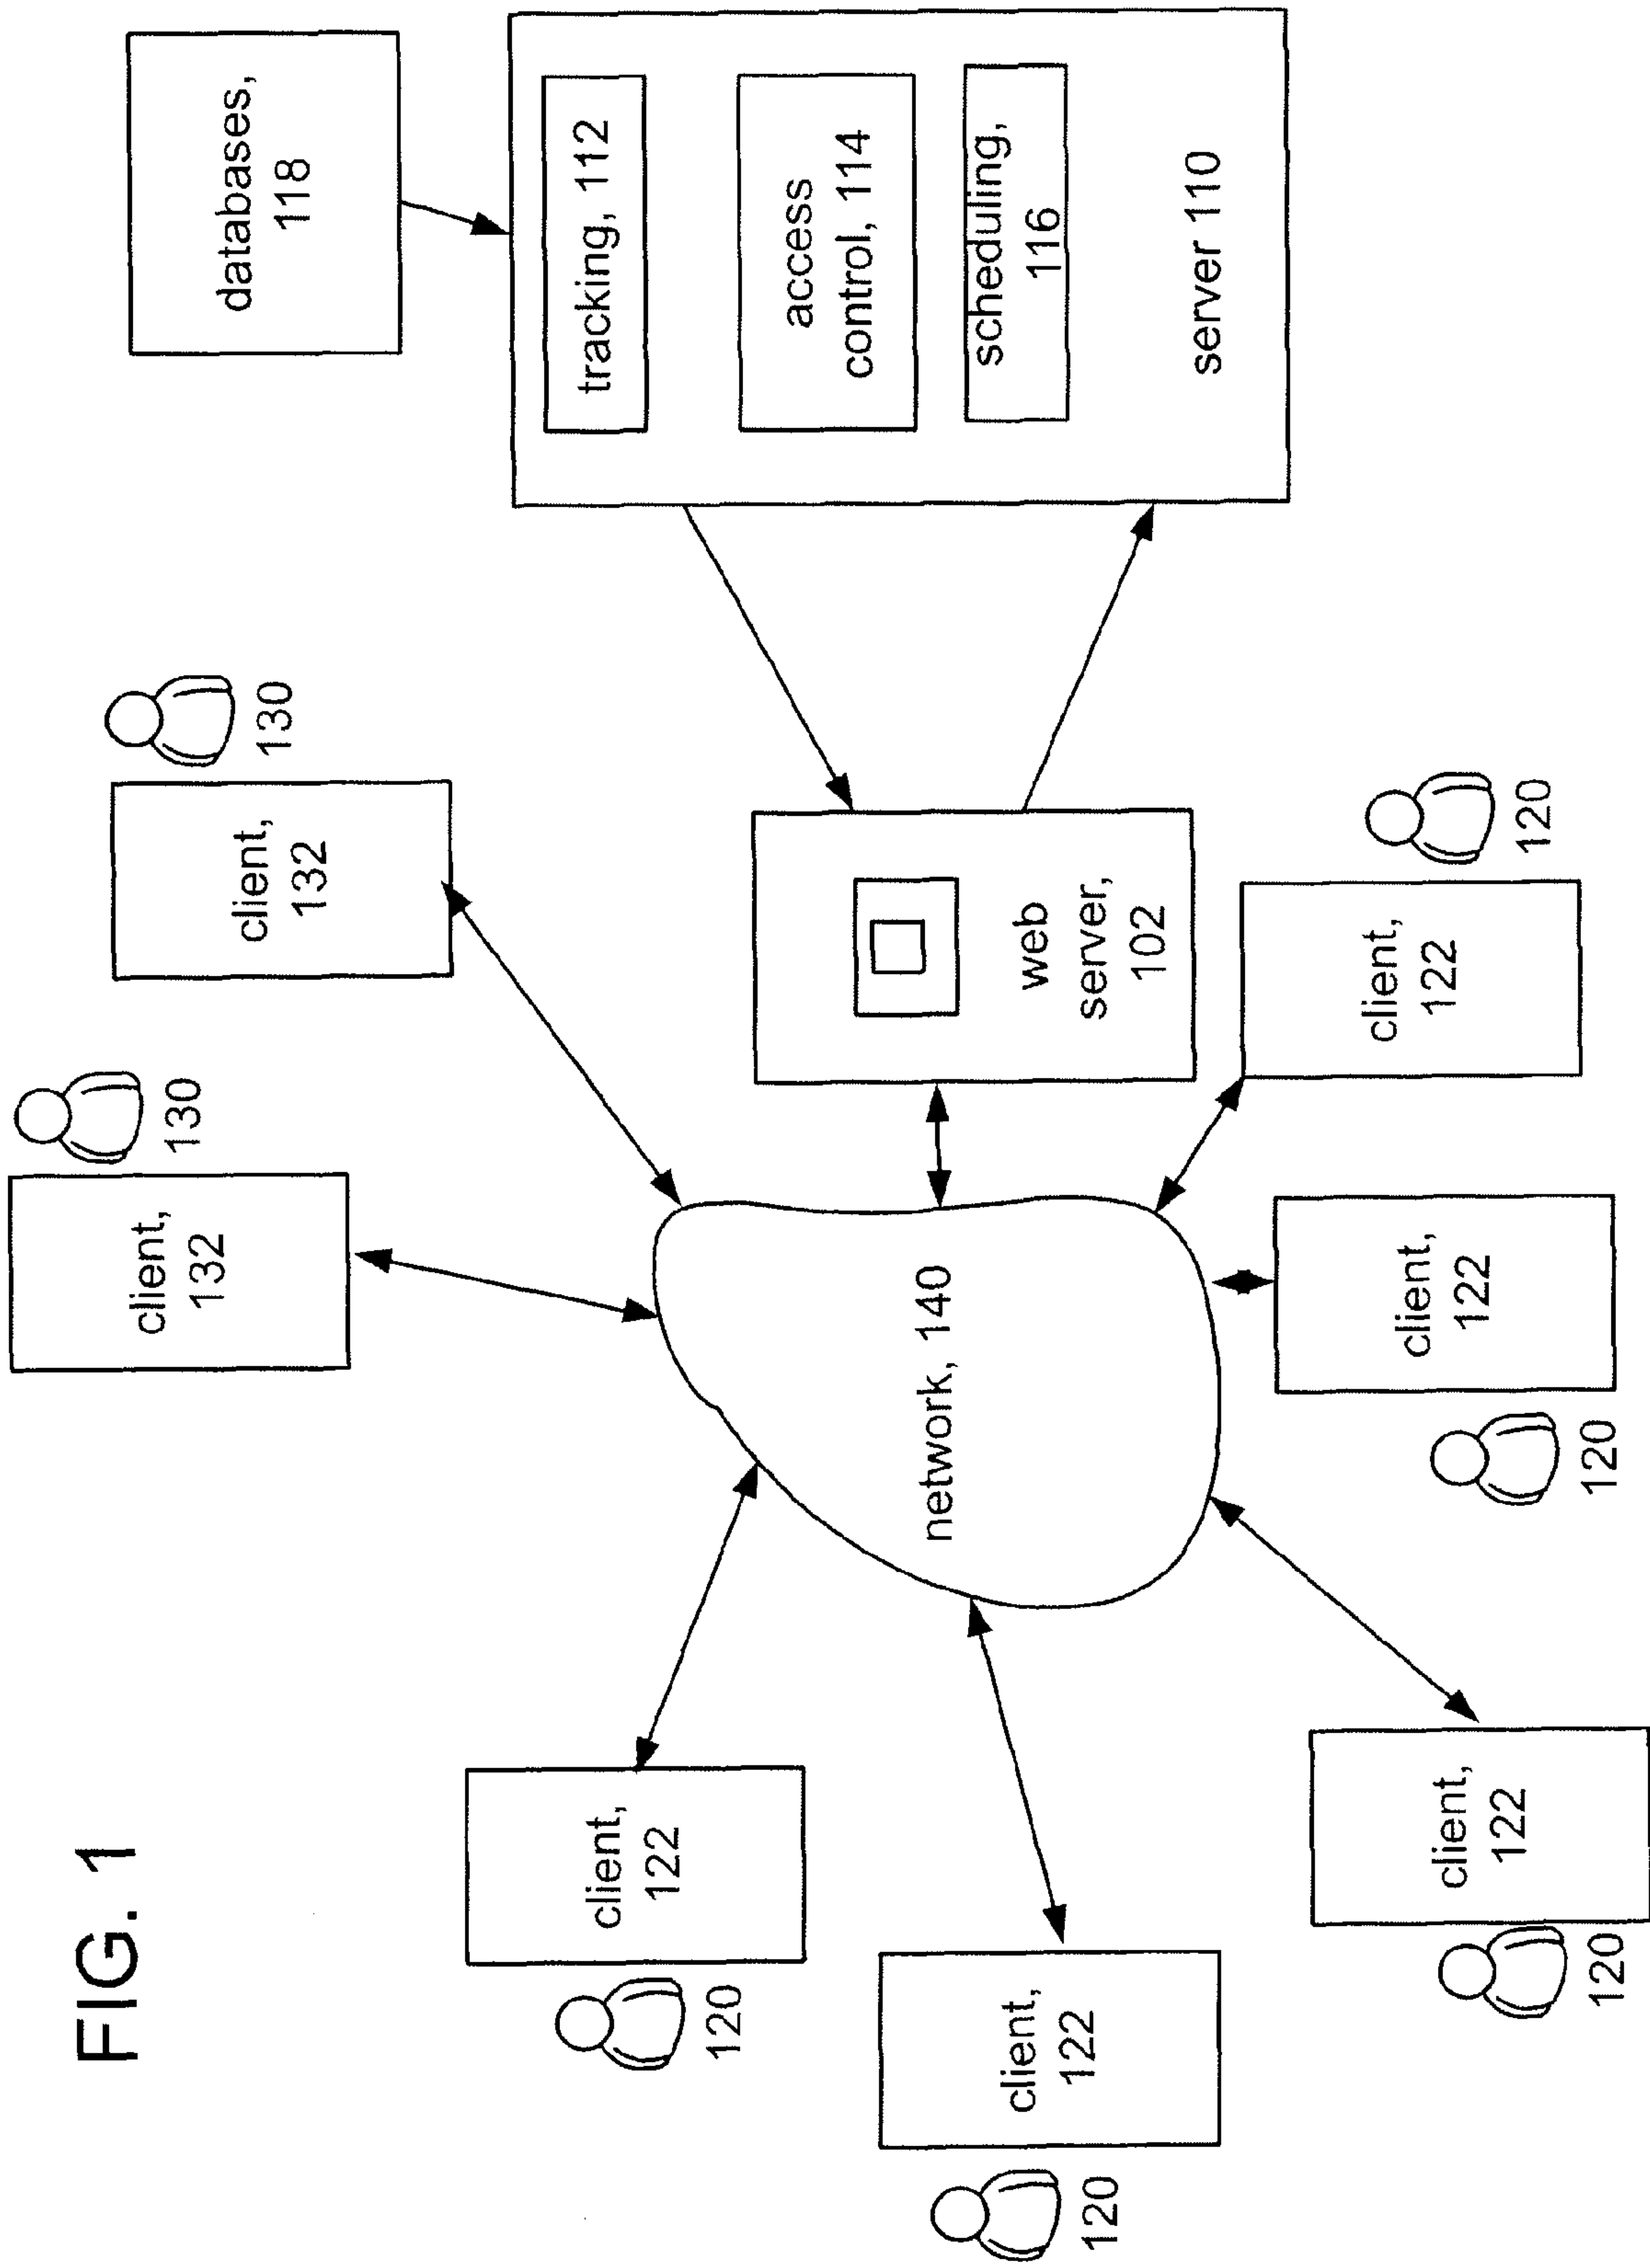 FIG. 1
client,
132
130
client,
132
130
databases,
118
tracking, 112
access
control, 114
scheduling,
116
server 110
client,
122
120
network, 140
web
server,
102
client,
122
120
client,
122
120
client,
122
120
client,
122
120